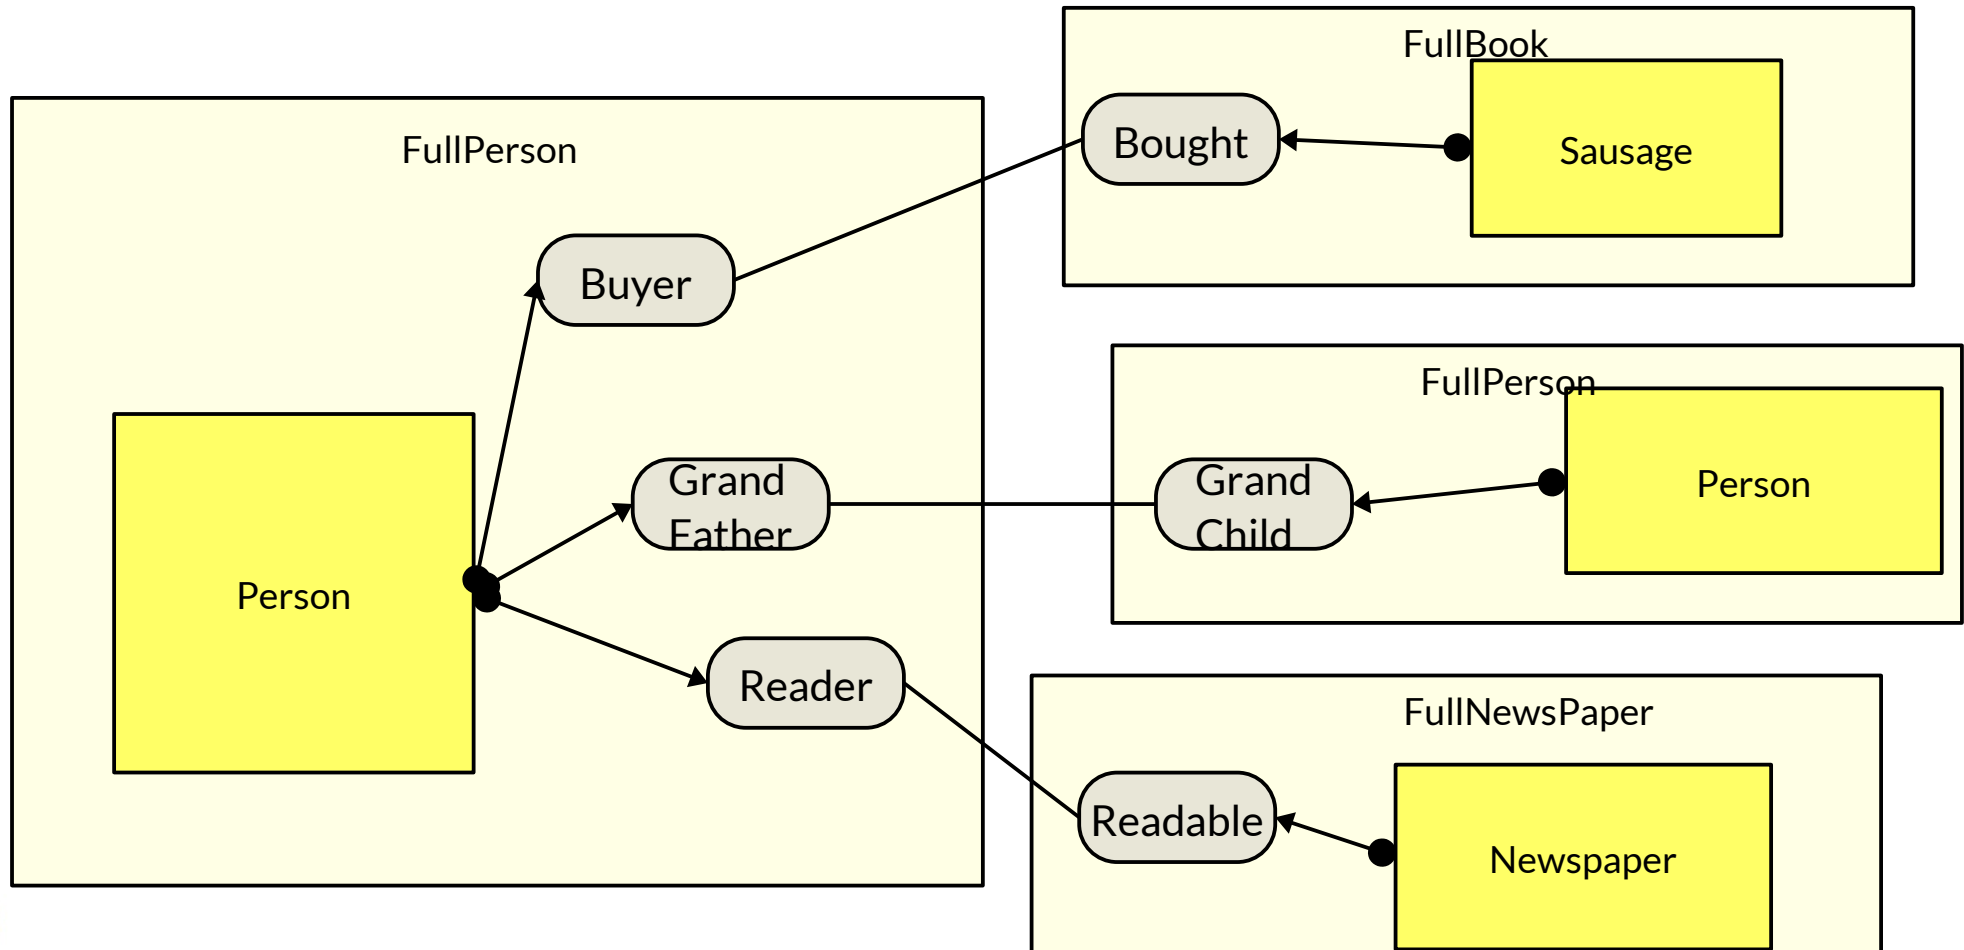 FullPerson
Buyer
Grand
Father
Reader
Person
FullBook
Bought
Sausage
FullPerson
Grand
Child
Person
FullNewsPaper
Readable
Newspaper